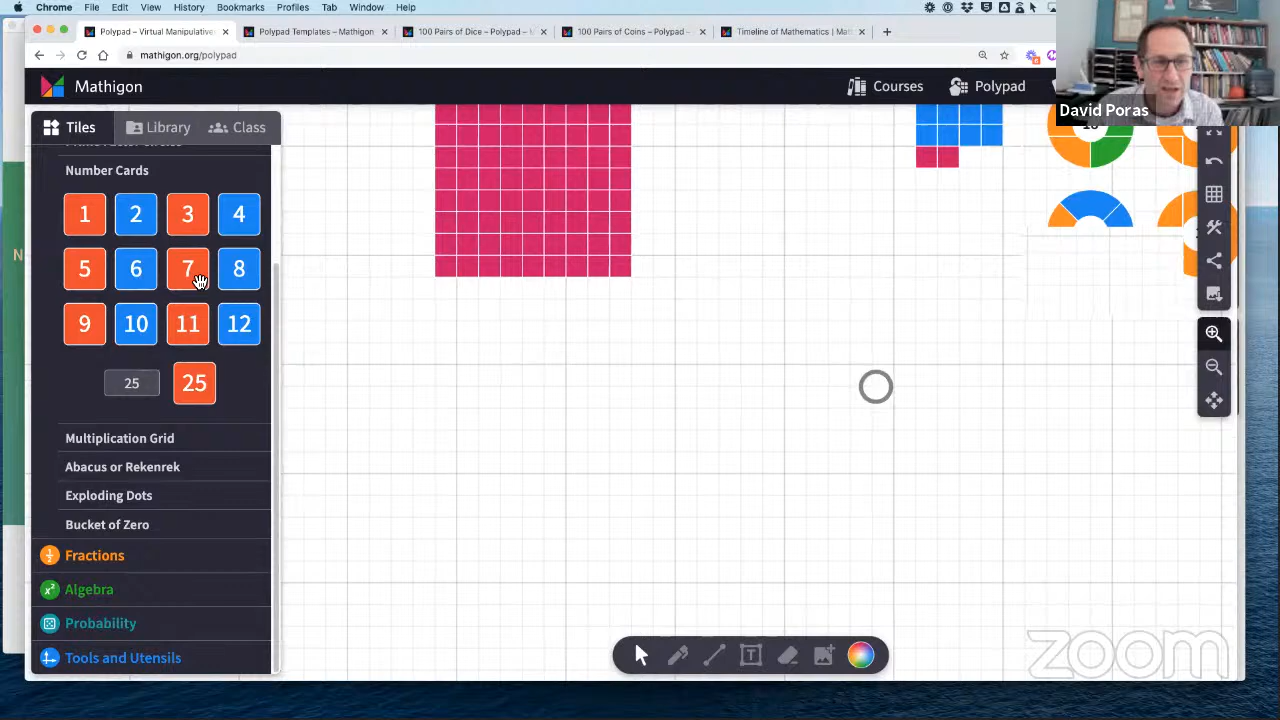 Chrome File Edit View History Bookmarks Profiles Tab Window Help
Polypad – Virtual Manipulative
Polypad Templates – Mathigon
100 Pairs of Dice – Polypad –
100 Pairs of Coins – Polypad –
Timeline of Mathematics | Mat
mathigon.org/polypad
Mathigon
Courses
Polypad
David Poras
Tiles
Library
Class
Number Cards
1 2 3 4
5 6 7 8
9 10 11 12
25 25
Multiplication Grid
Abacus or Rekenrek
Exploding Dots
Bucket of Zero
Fractions
Algebra
Probability
Tools and Utensils
N
T
zoom